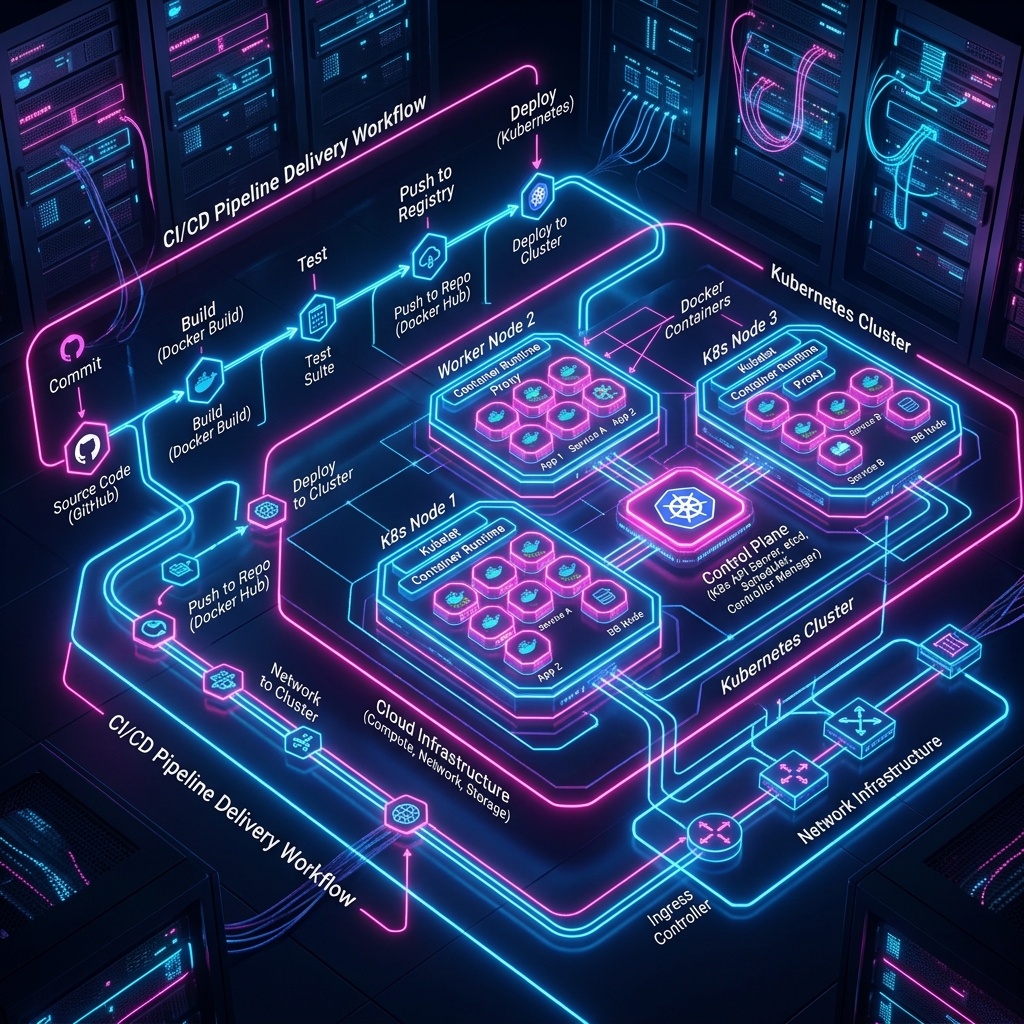 CI/CD Pipeline Delivery Workflow
Deploy
(Kubernetes)
Push to
Registry
Test
Build
(Docker Build)
Commit
Source Code
(GitHub)
Build
(Docker Build)
Test
Suite
Push to Repo
(Docker Hub)
Deploy to
Cluster
Kubernetes Cluster
Docker
Containers
Worker Node 2
Container Runtime
Proxy
App 1
Service A
App 2
K8s Node 3
Kubelet
Container Runtime
Proxy
Service B
Service B
Deploy
to Cluster
K8s Node 1
Kubelet
Container Runtime
App 2
Control Plane
Controller Manager)
Push to Repo
(Docker Hub)
Network
to Cluster
Cloud Infrastructure
(Compute, Network, Storage)
Kubernetes Cluster
CI/CD Pipeline Delivery Workflow
Network Infrastructure
Ingress
Controller